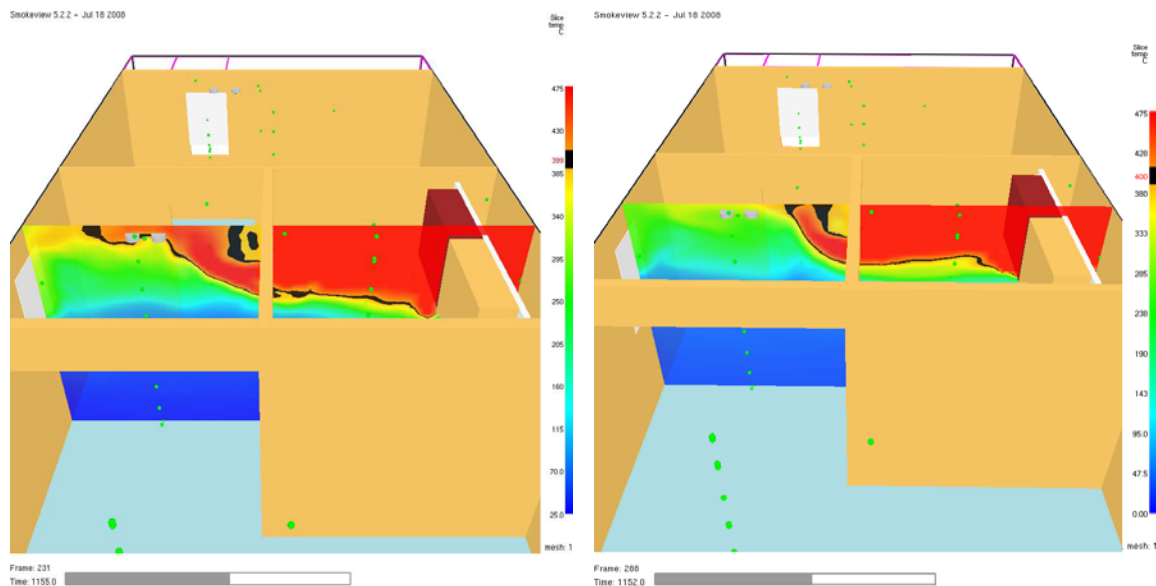 Smokeview 5.2.2 - Jul 18 2008
Slice
temp
C
475
430
399
385
340
295
250
205
160
115
70.0
25.0
mesh: 1
Frame: 231
Time: 1155.0
Smokeview 5.2.2 - Jul 18 2008
Slice
temp
C
475
428
400
380
333
285
238
190
143
95.0
47.5
0.00
mesh: 1
Frame: 288
Time: 1152.0